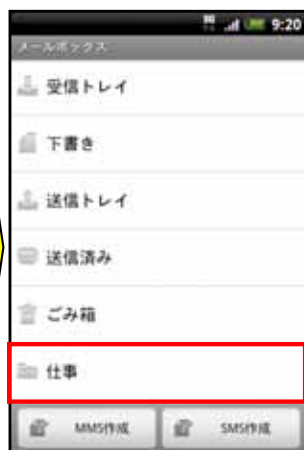 9:20
メールボックス
受信トレイ
下書き
送信トレイ
送信済み
ごみ箱
仕事
MMS作成 SMS作成